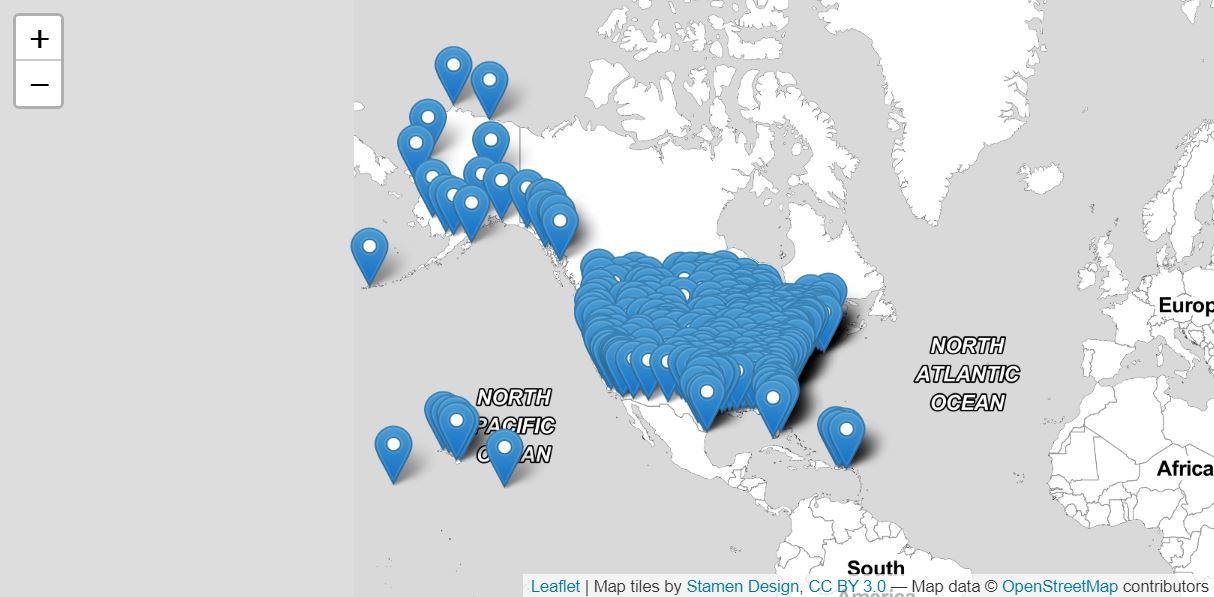 +
−
NORTH
PACIFIC
NORTH
ATLANTIC
OCEAN
Europ
Africa
South
America
Leaflet | Map tiles by Stamen Design, CC BY 3.0 — Map data © OpenStreetMap contributors